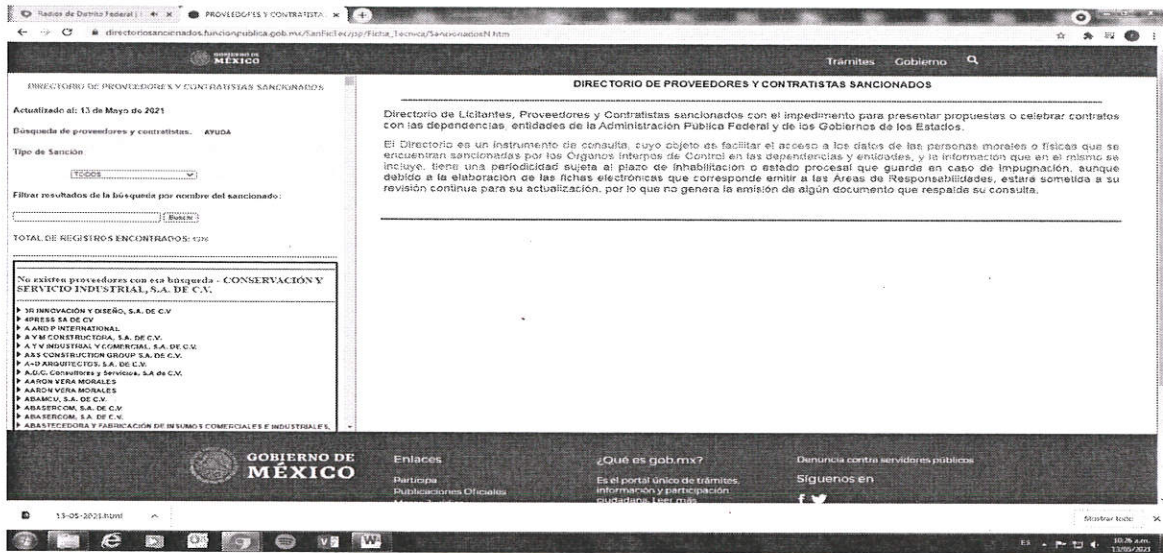 Radios de Distrito Federal |
PROVEEDORES Y CONTRATISTA
directoriosancionados.funcionpublica.gob.mx/SanFicTec/jsp/Ficha_Tecnica/SancionadosN.htm
GOBIERNO DE
MÉXICO
Trámites Gobierno
DIRECTORIO DE PROVEEDORES Y CONTRATISTAS SANCIONADOS
Actualizado al: 13 de Mayo de 2021
Búsqueda de proveedores y contratistas. AYUDA
Tipo de Sanción
TODOS
Filtrar resultados de la búsqueda por nombre del sancionado:
Buscar
TOTAL DE REGISTROS ENCONTRADOS:
No existen proveedores con esa búsqueda - CONSERVACIÓN Y
SERVICIO INDUSTRIAL, S.A. DE C.V.
3R INNOVACIÓN Y DISEÑO, S.A. DE C.V
4PRESS SA DE CV
A AND P INTERNATIONAL
A Y M CONSTRUCTORA, S.A. DE C.V.
A Y V INDUSTRIAL Y COMERCIAL, S.A. DE C.V.
A&S CONSTRUCTION GROUP S.A. DE C.V.
A+D ARQUITECTOS, S.A. DE C.V.
A.D.C. Consultores y Servicios, S.A de C.V.
AARON VERA MORALES
AARON VERA MORALES
ABAMCU, S.A. DE C.V.
ABASERCOM, S.A. DE C.V.
ABASERCOM, S.A. DE C.V.
ABASTECEDORA Y FABRICACIÓN DE INSUMOS COMERCIALES E INDUSTRIALES,
DIRECTORIO DE PROVEEDORES Y CONTRATISTAS SANCIONADOS
Directorio de Licitantes, Proveedores y Contratistas sancionados con el impedimento para presentar propuestas o celebrar contratos
con las dependencias, entidades de la Administración Pública Federal y de los Gobiernos de los Estados.
El Directorio es un instrumento de consulta, cuyo objeto es facilitar el acceso a los datos de las personas morales o físicas que se
encuentran sancionadas por los Órganos Internos de Control en las dependencias y entidades, y la información que en el mismo se
incluye, tiene una periodicidad sujeta al plazo de inhabilitación o estado procesal que guarde en caso de impugnación, aunque
debido a la elaboración de las fichas electrónicas que corresponde emitir a las Áreas de Responsabilidades, estará sometida a su
revisión continua para su actualización, por lo que no genera la emisión de algún documento que respalde su consulta.
GOBIERNO DE
MÉXICO
Enlaces
Participa
Publicaciones Oficiales
¿Qué es gob.mx?
Es el portal único de trámites,
información y participación
ciudadana. Leer más
Denuncia contra servidores públicos
Síguenos en
13-05-2021.html
Mostrar todo
ES
10:26 a.m.
13/05/2021